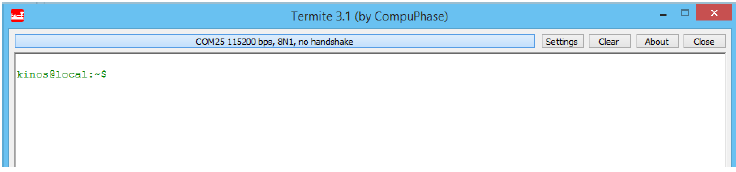 Termite 3.1 (by CompuPhase)
COM25 115200 bps, 8N1, no handshake Settings Clear About Close
kinos@local:~$